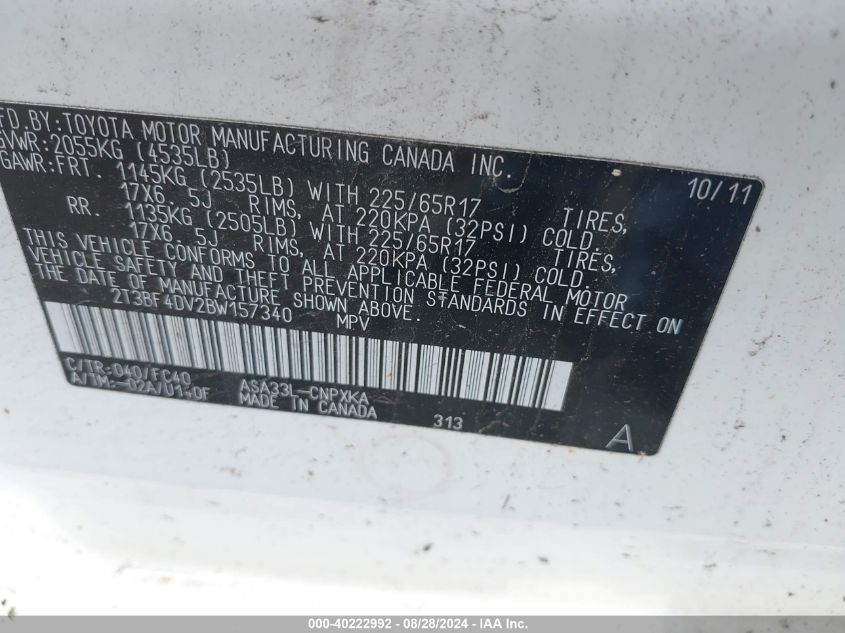 MFD. BY: TOYOTA MOTOR MANUFACTURING CANADA INC. 10/11
GVWR: 2055KG (4535LB)
GAWR: FRT. 1145KG (2535LB) WITH 225/65R17 TIRES,
17X6.5J RIMS, AT 220KPA (32PSI) COLD.
RR. 1135KG (2505LB) WITH 225/65R17 TIRES,
17X6.5J RIMS, AT 220KPA (32PSI) COLD.
THIS VEHICLE CONFORMS TO ALL APPLICABLE FEDERAL MOTOR
VEHICLE SAFETY AND THEFT PREVENTION STANDARDS IN EFFECT ON
THE DATE OF MANUFACTURE SHOWN ABOVE.
2T3BF4DV2BW157340 MPV
C/TR:040/FC40 ASA33L-CNPXKA
A/TM:-02A/U140F MADE IN CANADA
313 A
000-40222992 - 08/28/2024 - IAA Inc.